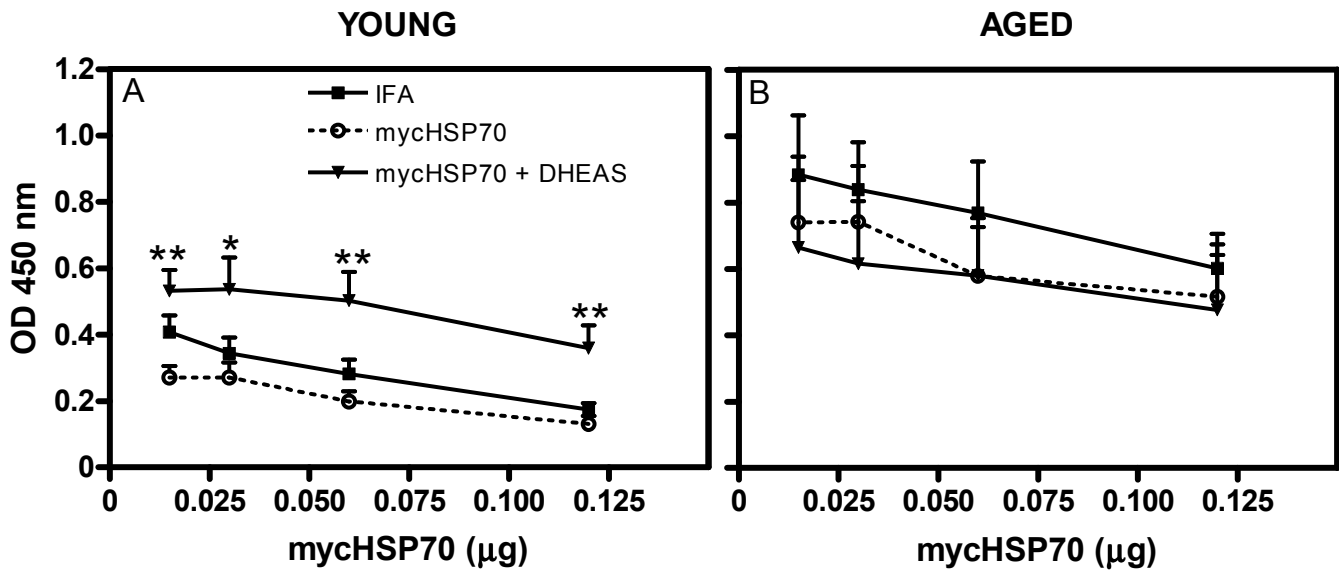 YOUNG
AGED
A
B
IFA
mycHSP70
mycHSP70 + DHEAS
**
*
**
**
OD 450 nm
1.2
1.0
0.8
0.6
0.4
0.2
0
0 0.025 0.050 0.075 0.100 0.125
0 0.025 0.050 0.075 0.100 0.125
mycHSP70 (μg)
mycHSP70 (μg)